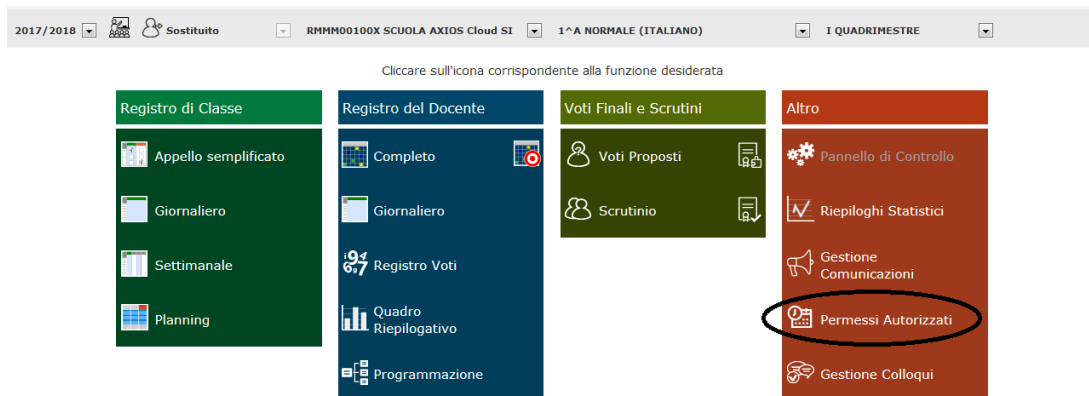 2017/2018 Sostituito RMMM00100X SCUOLA AXIOS Cloud SI 1^A NORMALE (ITALIANO) I QUADRIMESTRE
Cliccare sull'icona corrispondente alla funzione desiderata
Registro di Classe
Appello semplificato
Giornaliero
Settimanale
Planning
Registro del Docente
Completo
Giornaliero
Registro Voti
Quadro
Riepilogativo
Programmazione
Voti Finali e Scrutini
Voti Proposti
Scrutinio
Altro
Pannello di Controllo
Riepiloghi Statistici
Gestione
Comunicazioni
Permessi Autorizzati
Gestione Colloqui